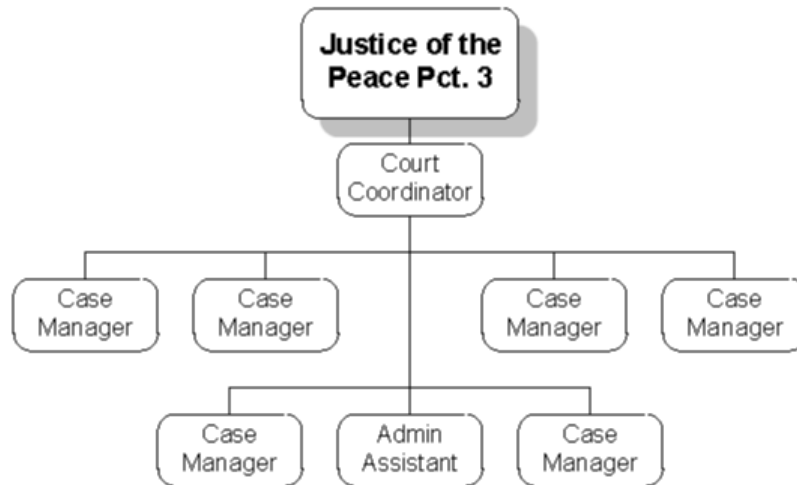 Justice of the
Peace Pct. 3
Court
Coordinator
Case
Manager
Case
Manager
Case
Manager
Case
Manager
Case
Manager
Admin
Assistant
Case
Manager